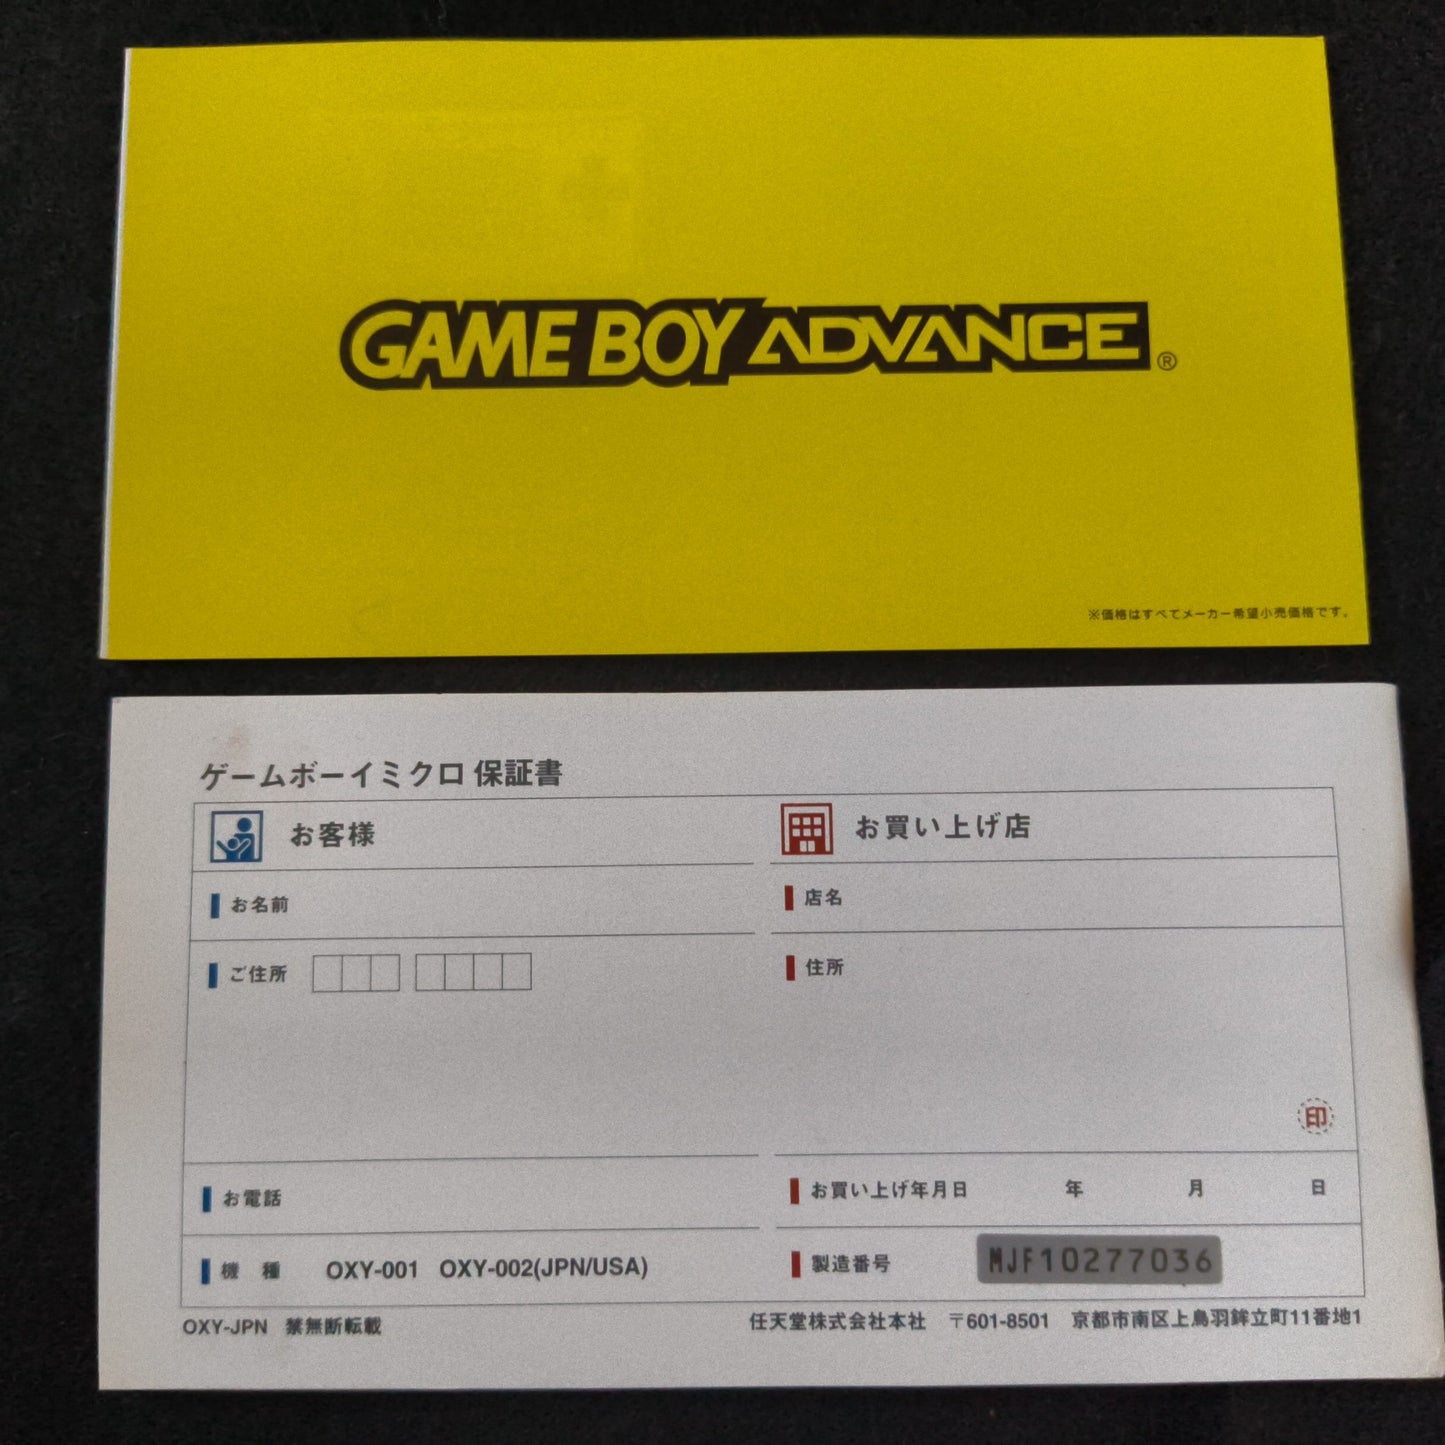 GAME BOY ADVANCE®
※価格はすべてメーカー希望小売価格です。
ゲームボーイミクロ 保証書
お客様
お買い上げ店
お名前
店名
ご住所
住所
印
お電話
お買い上げ年月日 年 月 日
機 種 OXY-001 OXY-002(JPN/USA)
製造番号 MJF10277036
OXY-JPN 禁無断転載
任天堂株式会社本社 〒601-8501 京都市南区上鳥羽鉾立町11番地1